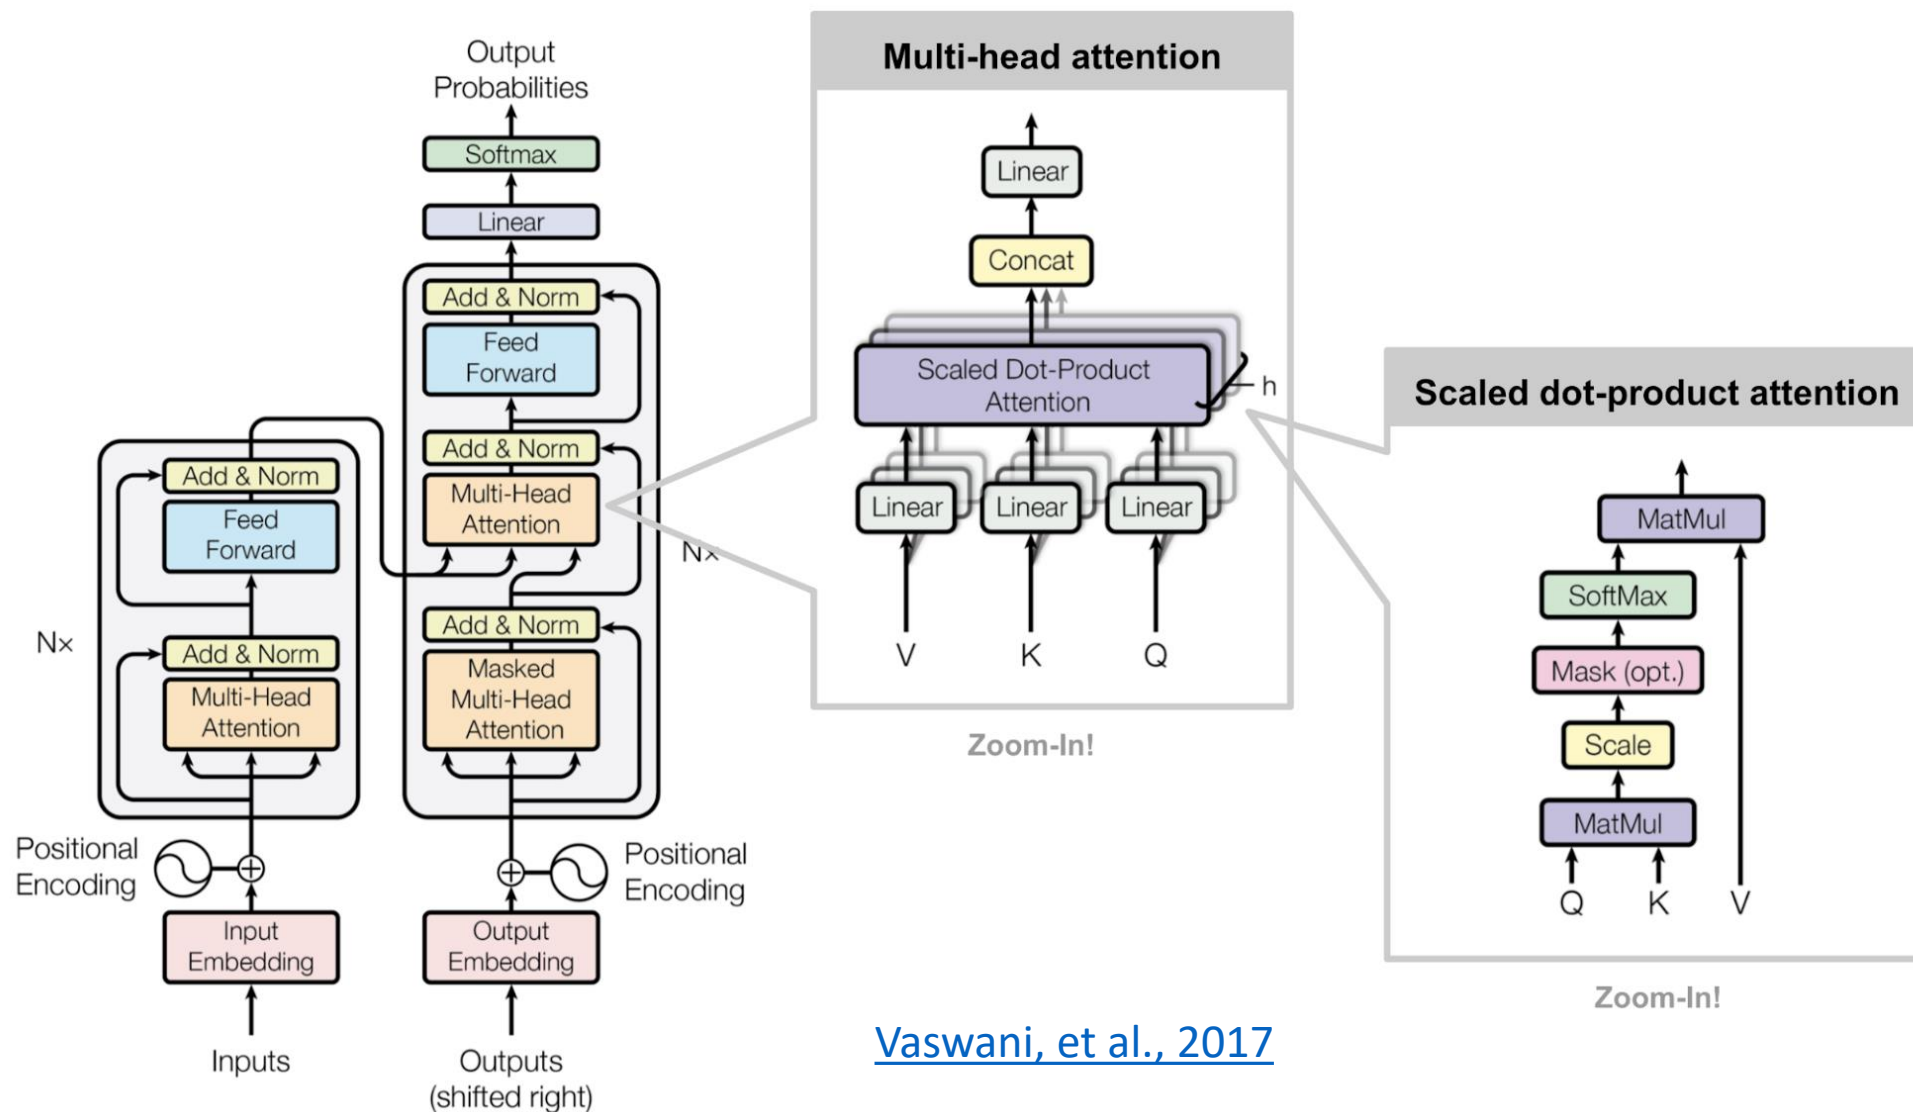 Output
Probabilities
Softmax
Linear
Add & Norm
Feed
Forward
Add & Norm
Multi-Head
Attention
Nx
Add & Norm
Masked
Multi-Head
Attention
Positional
Encoding
Output
Embedding
Outputs
(shifted right)
Add & Norm
Feed
Forward
Nx
Add & Norm
Multi-Head
Attention
Positional
Encoding
Input
Embedding
Inputs
Multi-head attention
Linear
Concat
Scaled Dot-Product
Attention
h
Linear Linear Linear
V K Q
Zoom-In!
Scaled dot-product attention
MatMul
SoftMax
Mask (opt.)
Scale
MatMul
Q K V
Zoom-In!
Vaswani, et al., 2017